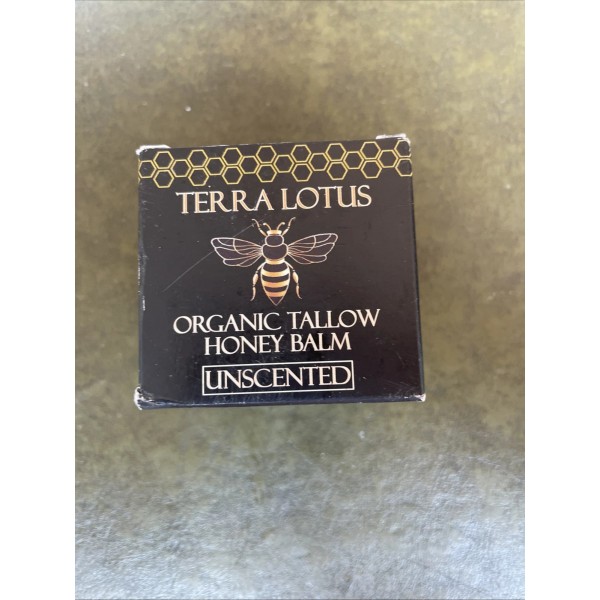 TERRA LOTUS
ORGANIC TALLOW
HONEY BALM
UNSCENTED